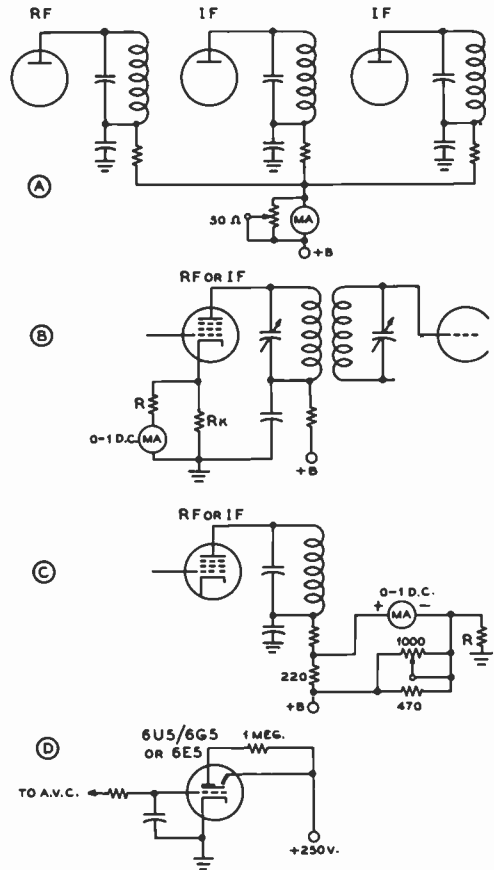 RF IF IF
A
50 Ω MA
+B
RF OR IF
B
R
RK
0-1 D.C. MA
+B
RF OR IF
C
0-1 D.C.
+ MA -
1000 R
220
+B 470
D
6U5/6G5 1 MEG.
OR 6E5
TO A.V.C.
+250V.